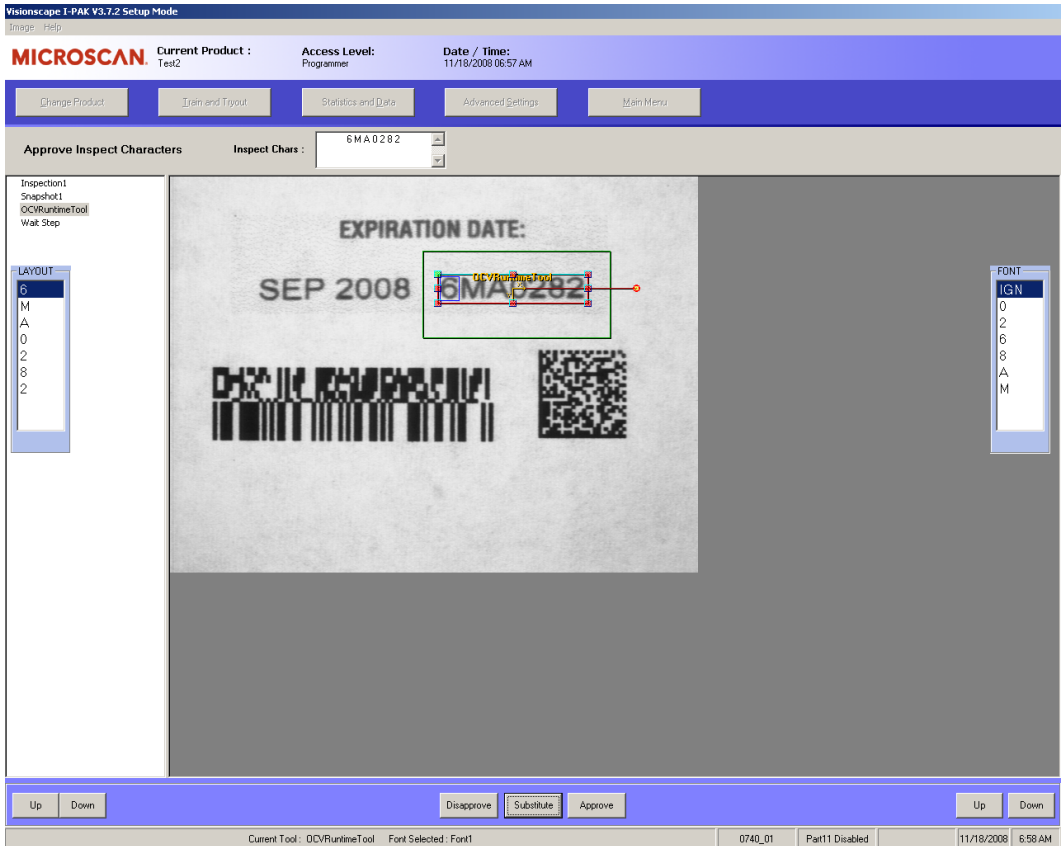 Visionscape I-PAK V3.7.2 Setup Mode
Image Help
MICROSCAN.
Current Product :
Test2
Access Level:
Programmer
Date / Time:
11/18/2008 06:57 AM
Change Product
Train and Tryout
Statistics and Data
Advanced Settings
Main Menu
Approve Inspect Characters
Inspect Chars :
6MA0282
Inspection1
Snapshot1
OCVRuntimeTool
Wait Step
LAYOUT
6
M
A
0
2
8
2
EXPIRATION DATE:
OCVRuntimeTool
SEP 2008 6MA0282
FONT
IGN
0
2
6
8
A
M
Up Down
Disapprove Substitute Approve
Up Down
Current Tool : OCVRuntimeTool Font Selected : Font1
0740_01
Part11 Disabled
11/18/2008
6:58 AM